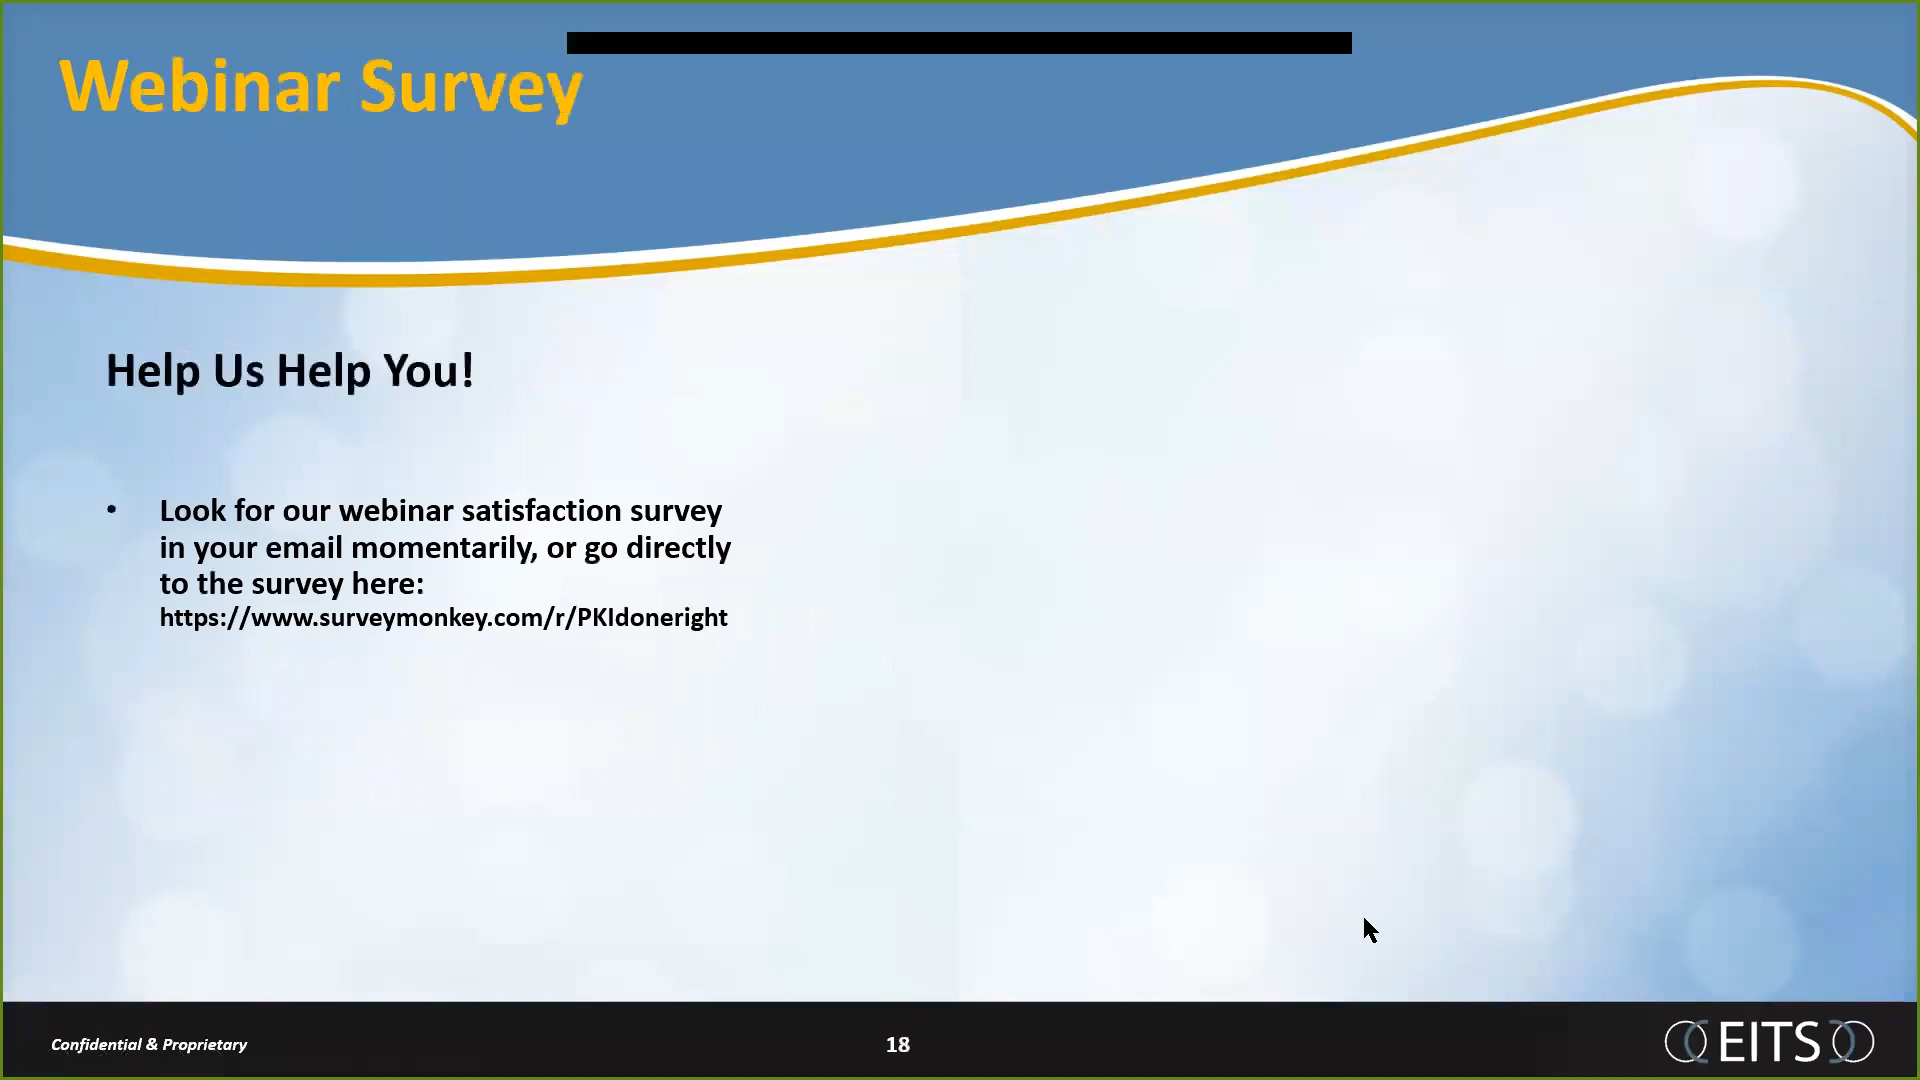 Webinar Survey
Help Us Help You!
• Look for our webinar satisfaction survey
in your email momentarily, or go directly
to the survey here:
https://www.surveymonkey.com/r/PKIdoneright
Confidential & Proprietary
18
EITS